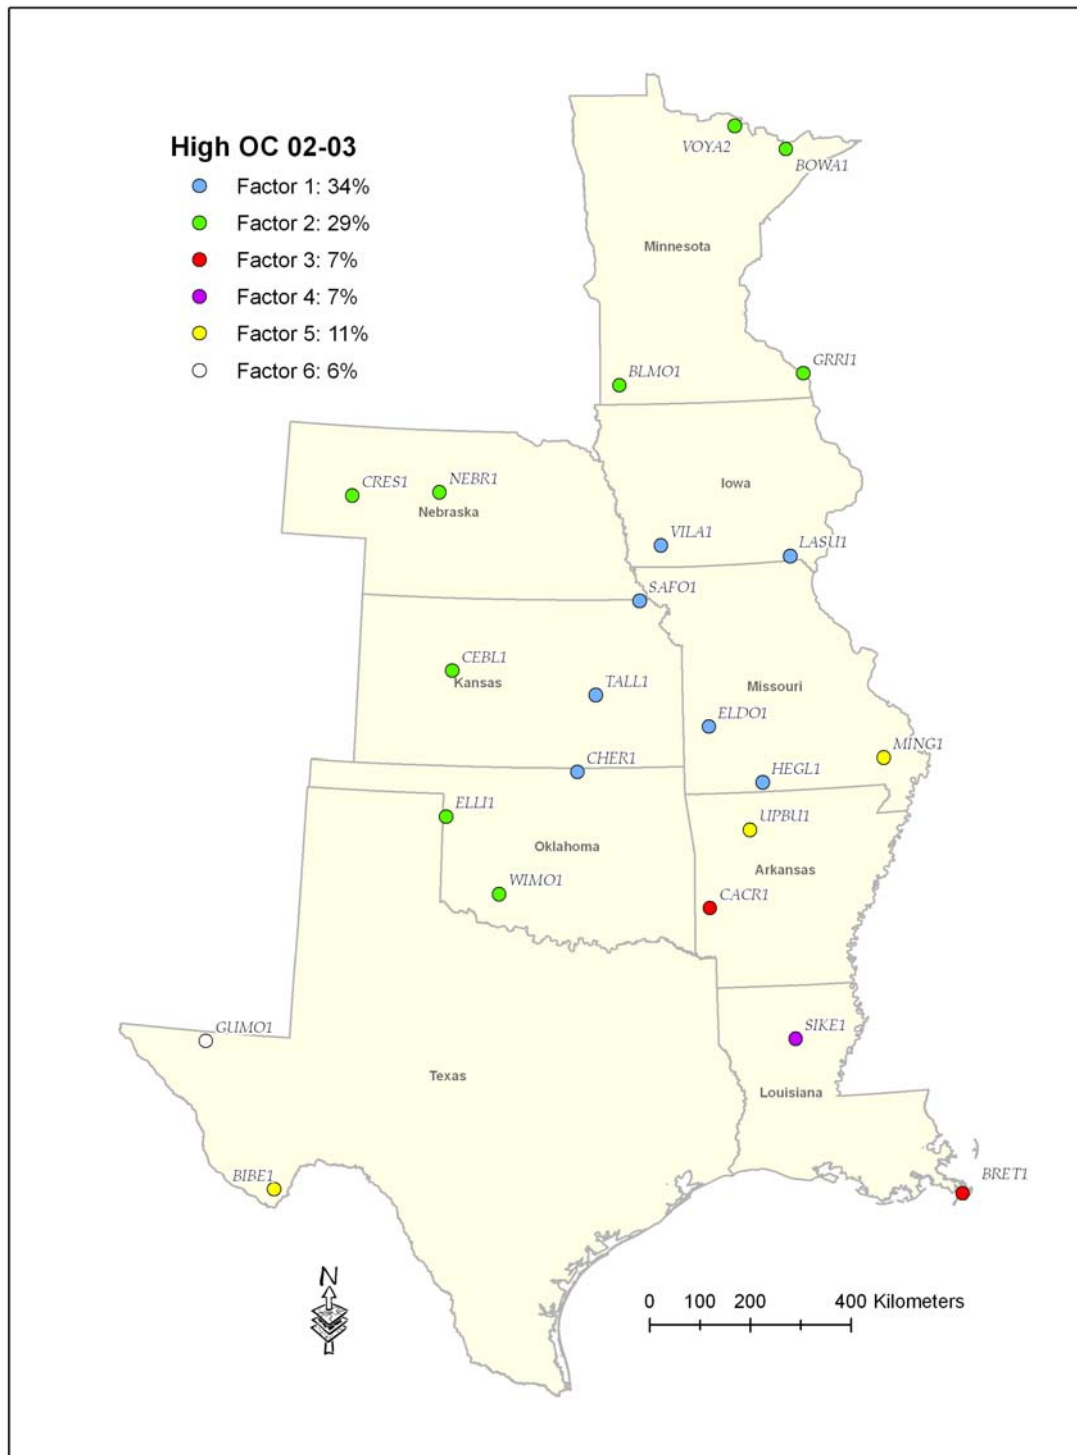 High OC 02-03
Factor 1: 34%
Factor 2: 29%
Factor 3: 7%
Factor 4: 7%
Factor 5: 11%
Factor 6: 6%
VOYA2
BOWA1
Minnesota
GRRI1
BLMO1
CRES1
NEBR1
Nebraska
Iowa
VILA1
LASU1
SAFO1
CEBL1
Kansas
TALL1
Missouri
ELDO1
MING1
CHER1
HEGL1
ELLI1
UPBU1
Oklahoma
Arkansas
WIMO1
CACR1
GUMO1
SIKE1
Texas
Louisiana
BIBE1
BRET1
N
0 100 200 400 Kilometers